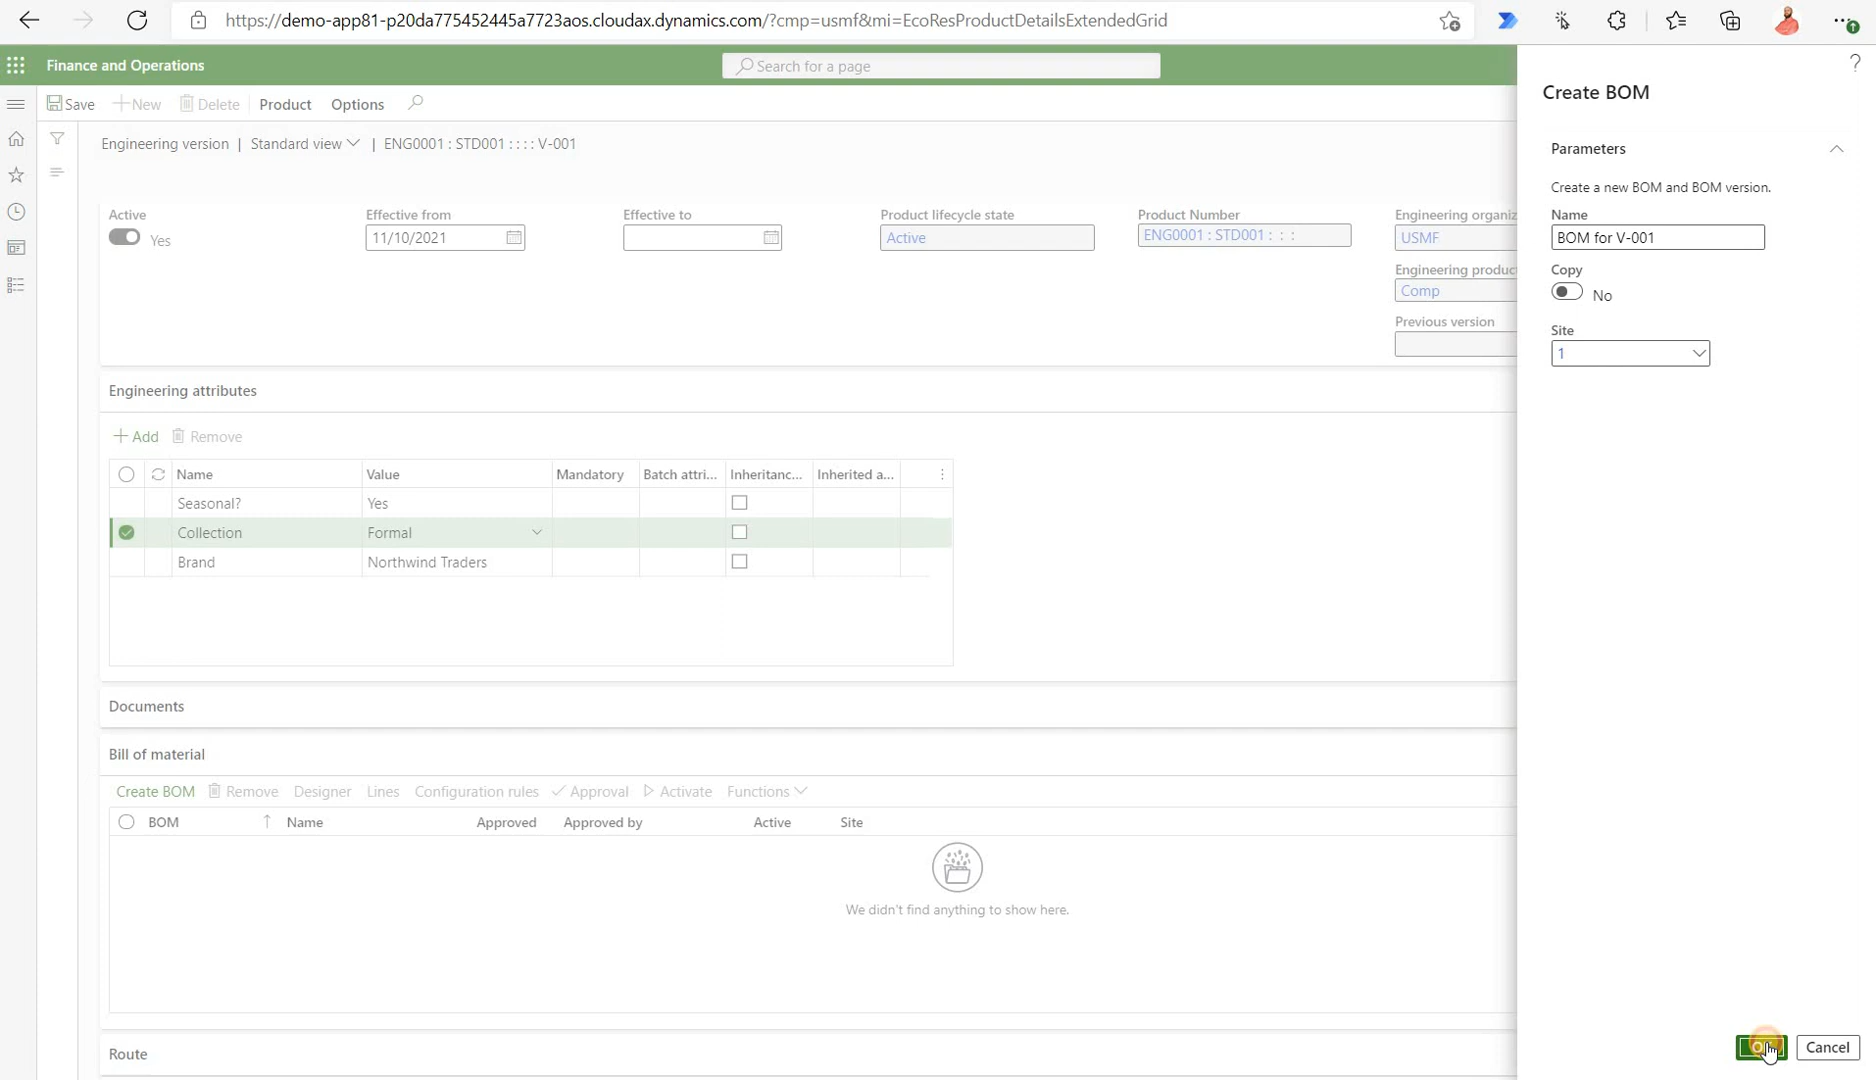 https://demo-app81-p20da775452445a7723aos.cloudax.dynamics.com/?cmp=usmf&mi=EcoResProductDetailsExtendedGrid
Finance and Operations
Search for a page
?
Save
New
Delete
Product
Options
Create BOM
Engineering version | Standard view | ENG0001 : STD001 : : : : V-001
Parameters
Create a new BOM and BOM version.
Active
Yes
Effective from
11/10/2021
Effective to
Product lifecycle state
Active
Product Number
ENG0001 : STD001 : : :
Engineering organiz
USMF
Engineering product
Comp
Previous version
Name
BOM for V-001
Copy
No
Site
1
Engineering attributes
Add
Remove
Name Value Mandatory Batch attri... Inheritanc... Inherited a...
Seasonal? Yes
Collection Formal
Brand Northwind Traders
Documents
Bill of material
Create BOM Remove Designer Lines Configuration rules Approval Activate Functions
BOM Name Approved Approved by Active Site
We didn't find anything to show here.
Route
Cancel